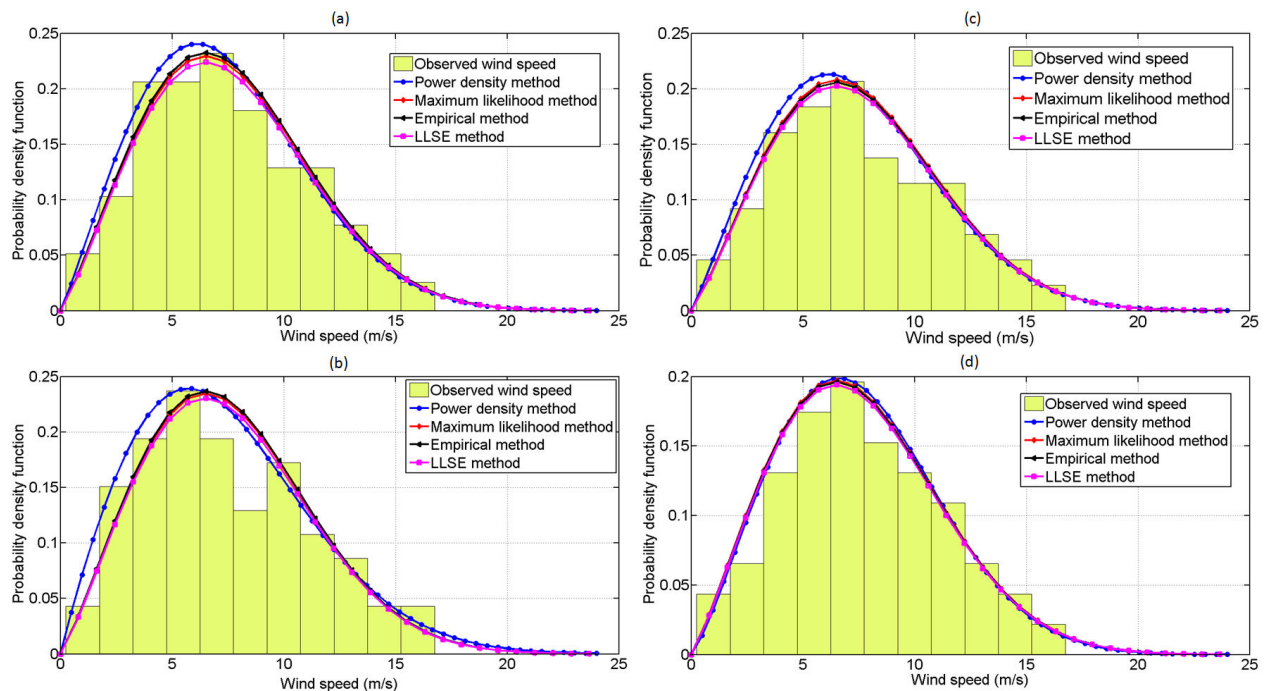 (a)
0.25
0.2
0.15
0.1
0.05
0
Probability density function
Observed wind speed
Power density method
Maximum likelihood method
Empirical method
LLSE method
0 5 10 15 20 25
Wind speed (m/s)
(c)
0.25
0.2
0.15
0.1
0.05
0
Probability density function
Observed wind speed
Power density method
Maximum likelihood method
Empirical method
LLSE method
0 5 10 15 20 25
Wind speed (m/s)
(b)
0.25
0.2
0.15
0.1
0.05
0
Probability density function
Observed wind speed
Power density method
Maximum likelihood method
Empirical method
LLSE method
0 5 10 15 20 25
Wind speed (m/s)
(d)
0.2
0.15
0.1
0.05
0
Probability density function
Observed wind speed
Power density method
Maximum likelihood method
Empirical method
LLSE method
0 5 10 15 20 25
Wind speed (m/s)